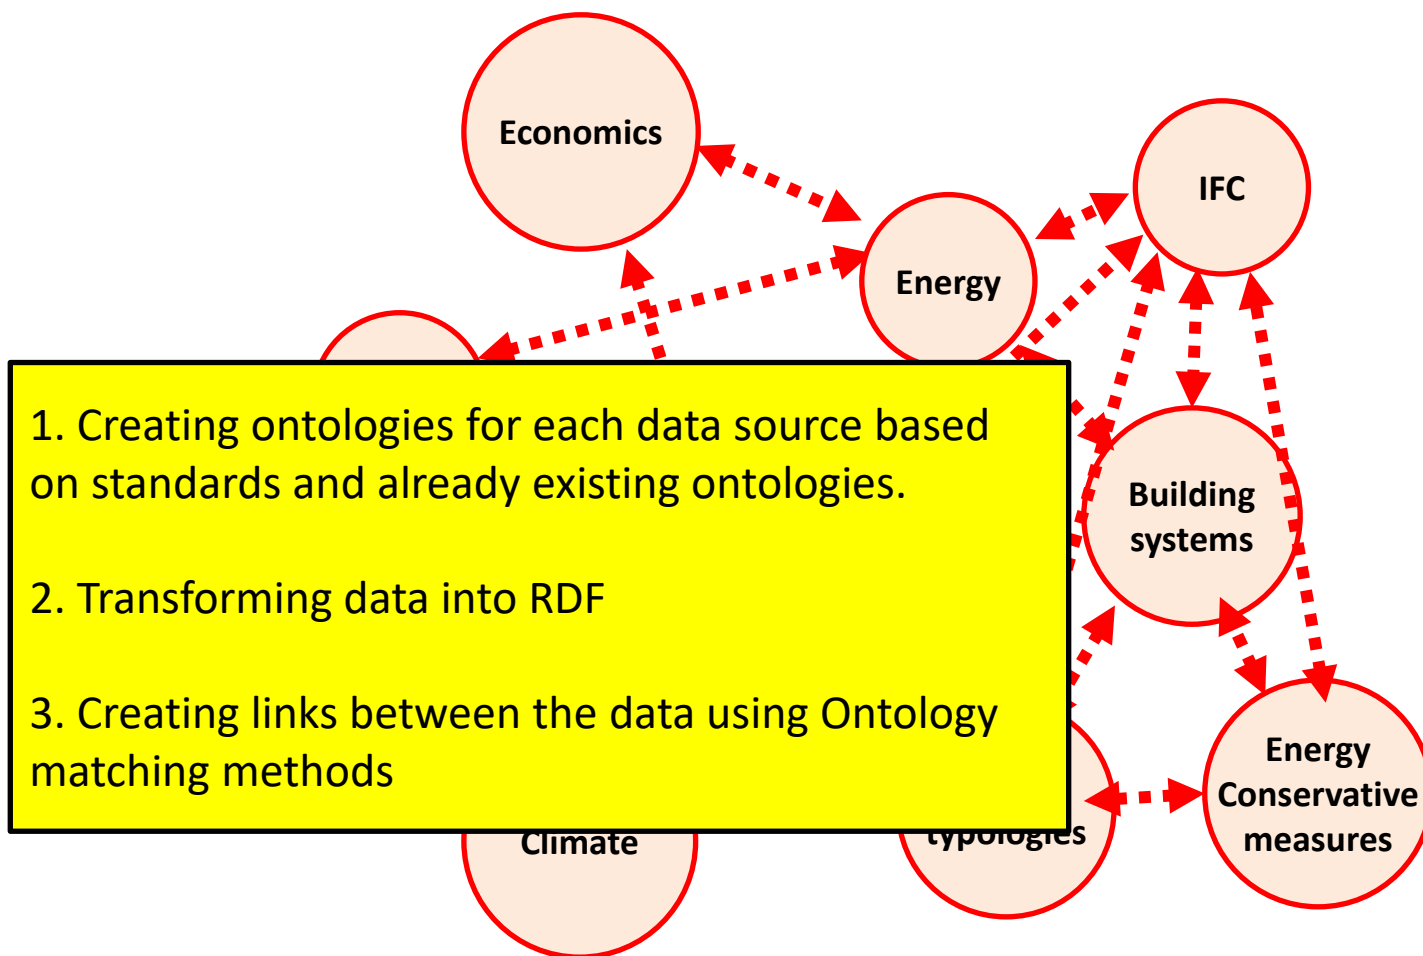 Economics
IFC
Energy
1. Creating ontologies for each data source based
on standards and already existing ontologies.
2. Transforming data into RDF
3. Creating links between the data using Ontology
matching methods
Building
systems
Energy
Conservative
measures
typologies
Climate